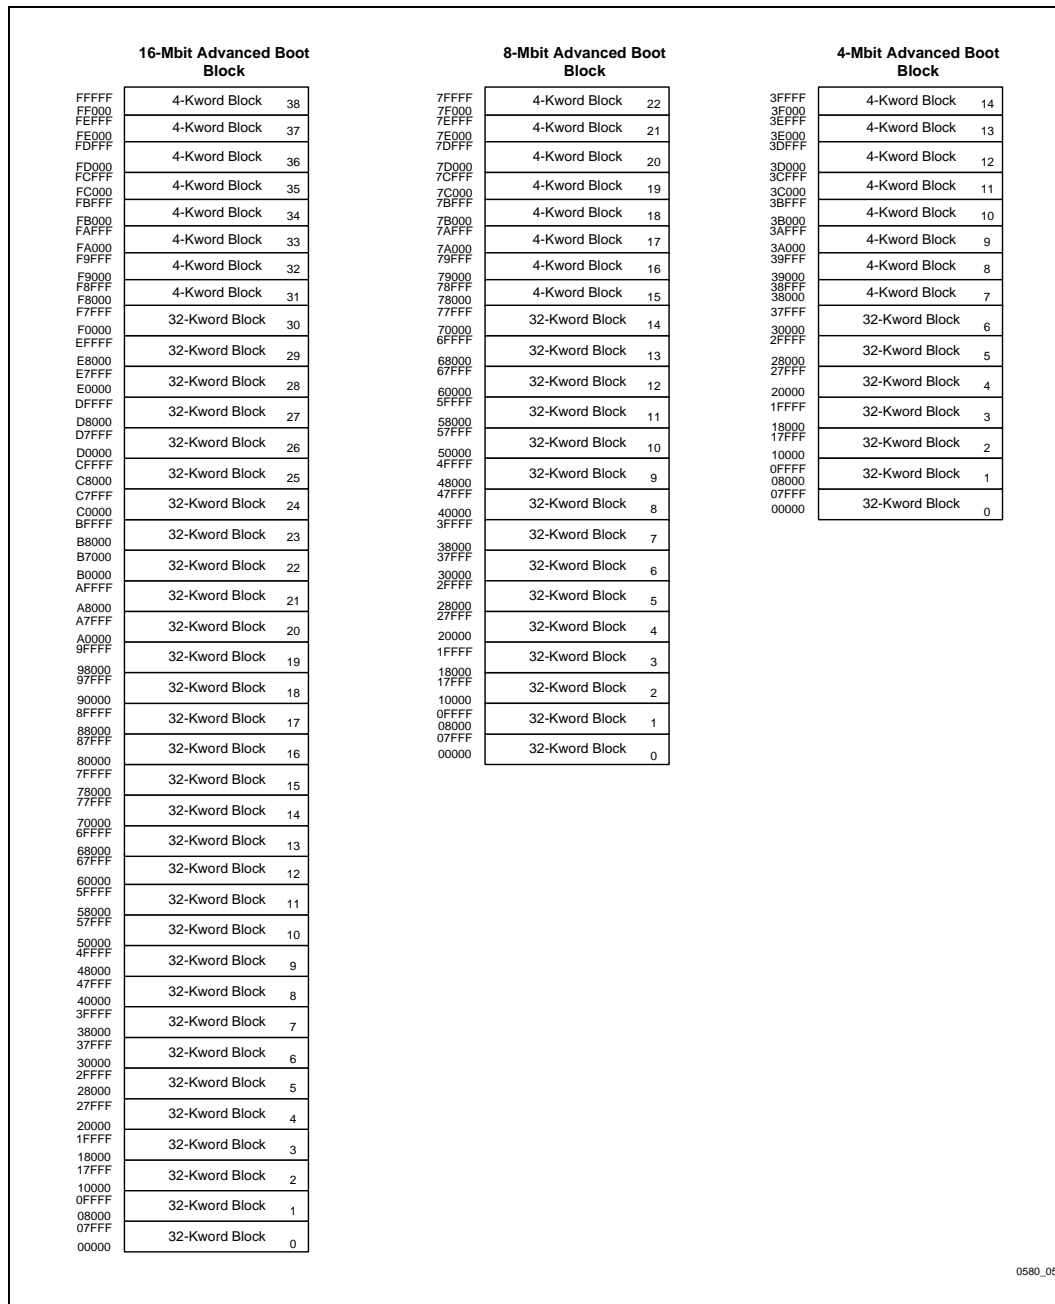 16-Mbit Advanced Boot
Block
FFFFF
4-Kword Block 38
FF000
FEFFF
4-Kword Block 37
FE000
FDFFF
4-Kword Block 36
FD000
FCFFF
4-Kword Block 35
FC000
FBFFF
4-Kword Block 34
FB000
FAFFF
4-Kword Block 33
FA000
F9FFF
4-Kword Block 32
F9000
F8FFF
4-Kword Block 31
F8000
F7FFF
32-Kword Block 30
F0000
EFFFF
32-Kword Block 29
E8000
E7FFF
32-Kword Block 28
E0000
DFFFF
32-Kword Block 27
D8000
D7FFF
32-Kword Block 26
D0000
CFFFF
32-Kword Block 25
C8000
C7FFF
32-Kword Block 24
C0000
BFFFF
32-Kword Block 23
B8000
B7000
32-Kword Block 22
B0000
AFFFF
32-Kword Block 21
A8000
A7FFF
32-Kword Block 20
A0000
9FFFF
32-Kword Block 19
98000
97FFF
32-Kword Block 18
90000
8FFFF
32-Kword Block 17
88000
87FFF
32-Kword Block 16
80000
7FFFF
32-Kword Block 15
78000
77FFF
32-Kword Block 14
70000
6FFFF
32-Kword Block 13
68000
67FFF
32-Kword Block 12
60000
5FFFF
32-Kword Block 11
58000
57FFF
32-Kword Block 10
50000
4FFFF
32-Kword Block 9
48000
47FFF
32-Kword Block 8
40000
3FFFF
32-Kword Block 7
38000
37FFF
32-Kword Block 6
30000
2FFFF
32-Kword Block 5
28000
27FFF
32-Kword Block 4
20000
1FFFF
32-Kword Block 3
18000
17FFF
32-Kword Block 2
10000
0FFFF
32-Kword Block 1
08000
07FFF
32-Kword Block 0
00000
8-Mbit Advanced Boot
Block
7FFFF
4-Kword Block 22
7F000
7EFFF
4-Kword Block 21
7E000
7DFFF
4-Kword Block 20
7D000
7CFFF
4-Kword Block 19
7C000
7BFFF
4-Kword Block 18
7B000
7AFFF
4-Kword Block 17
7A000
79FFF
4-Kword Block 16
79000
78FFF
4-Kword Block 15
78000
77FFF
32-Kword Block 14
70000
6FFFF
32-Kword Block 13
68000
67FFF
32-Kword Block 12
60000
5FFFF
32-Kword Block 11
58000
57FFF
32-Kword Block 10
50000
4FFFF
32-Kword Block 9
48000
47FFF
32-Kword Block 8
40000
3FFFF
32-Kword Block 7
38000
37FFF
32-Kword Block 6
30000
2FFFF
32-Kword Block 5
28000
27FFF
32-Kword Block 4
20000
1FFFF
32-Kword Block 3
18000
17FFF
32-Kword Block 2
10000
0FFFF
32-Kword Block 1
08000
07FFF
32-Kword Block 0
00000
4-Mbit Advanced Boot
Block
3FFFF
4-Kword Block 14
3F000
3EFFF
4-Kword Block 13
3E000
3DFFF
4-Kword Block 12
3D000
3CFFF
4-Kword Block 11
3C000
3BFFF
4-Kword Block 10
3B000
3AFFF
4-Kword Block 9
3A000
39FFF
4-Kword Block 8
39000
38FFF
4-Kword Block 7
38000
37FFF
32-Kword Block 6
30000
2FFFF
32-Kword Block 5
28000
27FFF
32-Kword Block 4
20000
1FFFF
32-Kword Block 3
18000
17FFF
32-Kword Block 2
10000
0FFFF
32-Kword Block 1
08000
07FFF
32-Kword Block 0
00000
0580_05